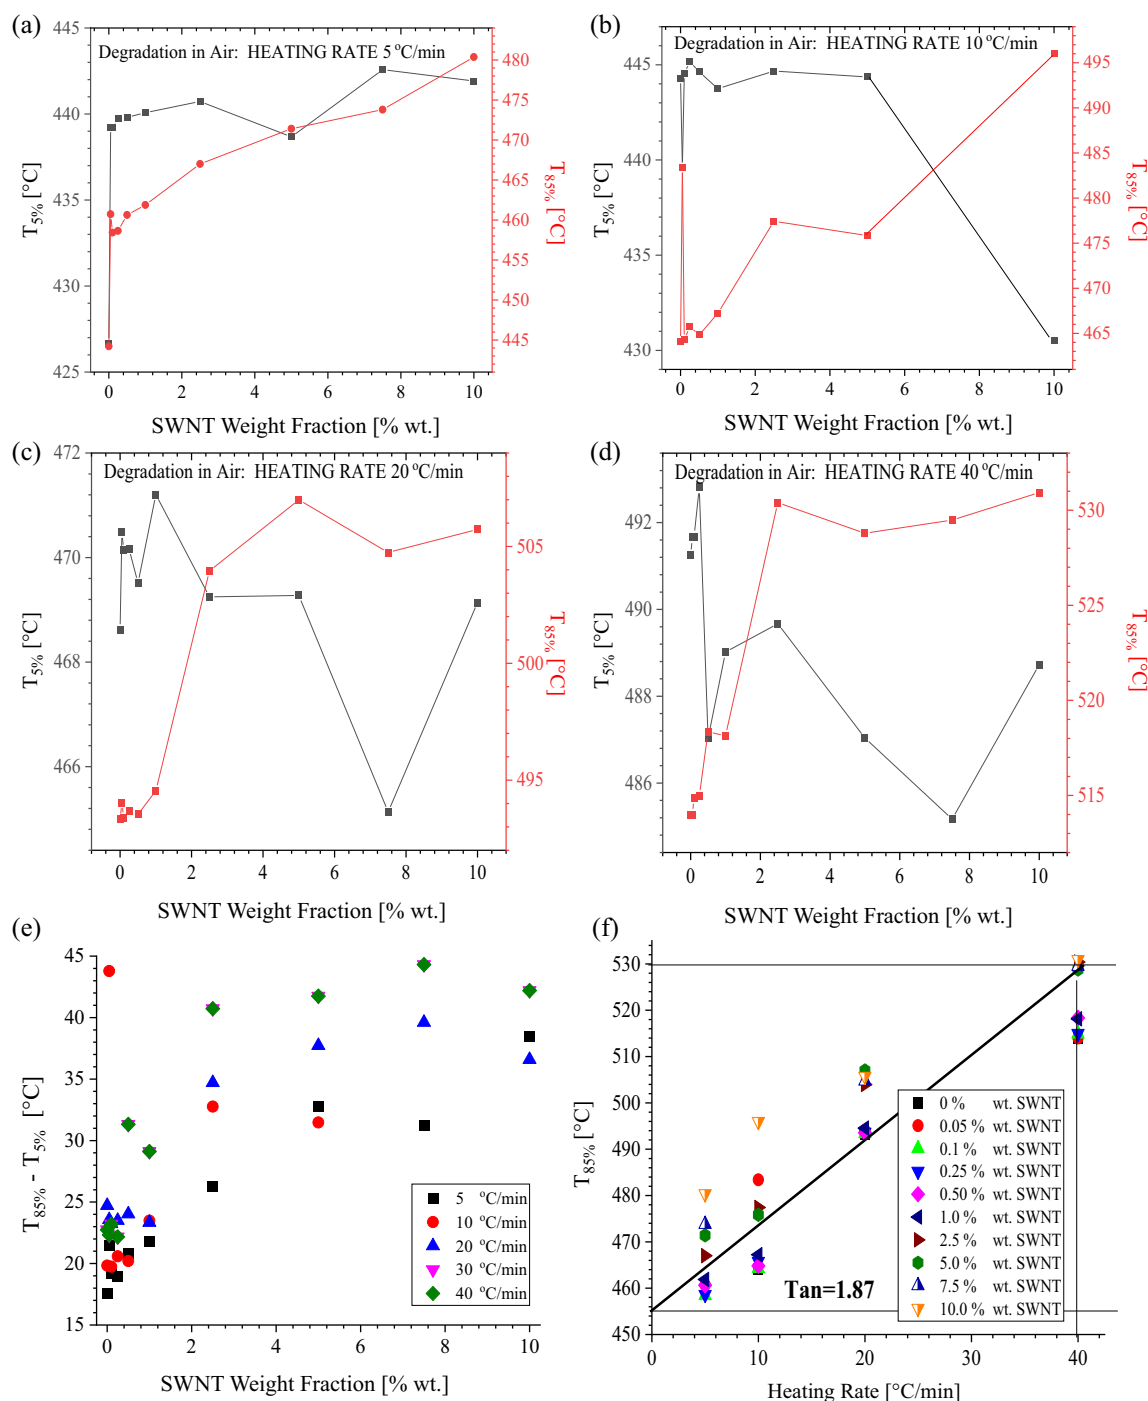 (a)
Degradation in Air: HEATING RATE 5 °C/min
445
440
435
430
425
T5% [°C]
480
475
470
465
460
455
450
445
T85% [°C]
0 2 4 6 8 10
SWNT Weight Fraction [% wt.]
(b)
Degradation in Air: HEATING RATE 10 °C/min
445
440
435
430
T5% [°C]
495
490
485
480
475
470
465
T85% [°C]
0 2 4 6 8 10
SWNT Weight Fraction [% wt.]
(c)
Degradation in Air: HEATING RATE 20 °C/min
472
470
468
466
T5% [°C]
505
500
495
T85% [°C]
0 2 4 6 8 10
SWNT Weight Fraction [% wt.]
(d)
Degradation in Air: HEATING RATE 40 °C/min
492
490
488
486
T5% [°C]
530
525
520
515
T85% [°C]
0 2 4 6 8 10
SWNT Weight Fraction [% wt.]
(e)
45
40
35
30
25
20
15
T85% - T5% [°C]
5 °C/min
10 °C/min
20 °C/min
30 °C/min
40 °C/min
0 2 4 6 8 10
SWNT Weight Fraction [% wt.]
(f)
530
520
510
500
490
480
470
460
450
T85% [°C]
0 % wt. SWNT
0.05 % wt. SWNT
0.1 % wt. SWNT
0.25 % wt. SWNT
0.50 % wt. SWNT
1.0 % wt. SWNT
2.5 % wt. SWNT
5.0 % wt. SWNT
7.5 % wt. SWNT
10.0 % wt. SWNT
Tan=1.87
0 10 20 30 40
Heating Rate [°C/min]